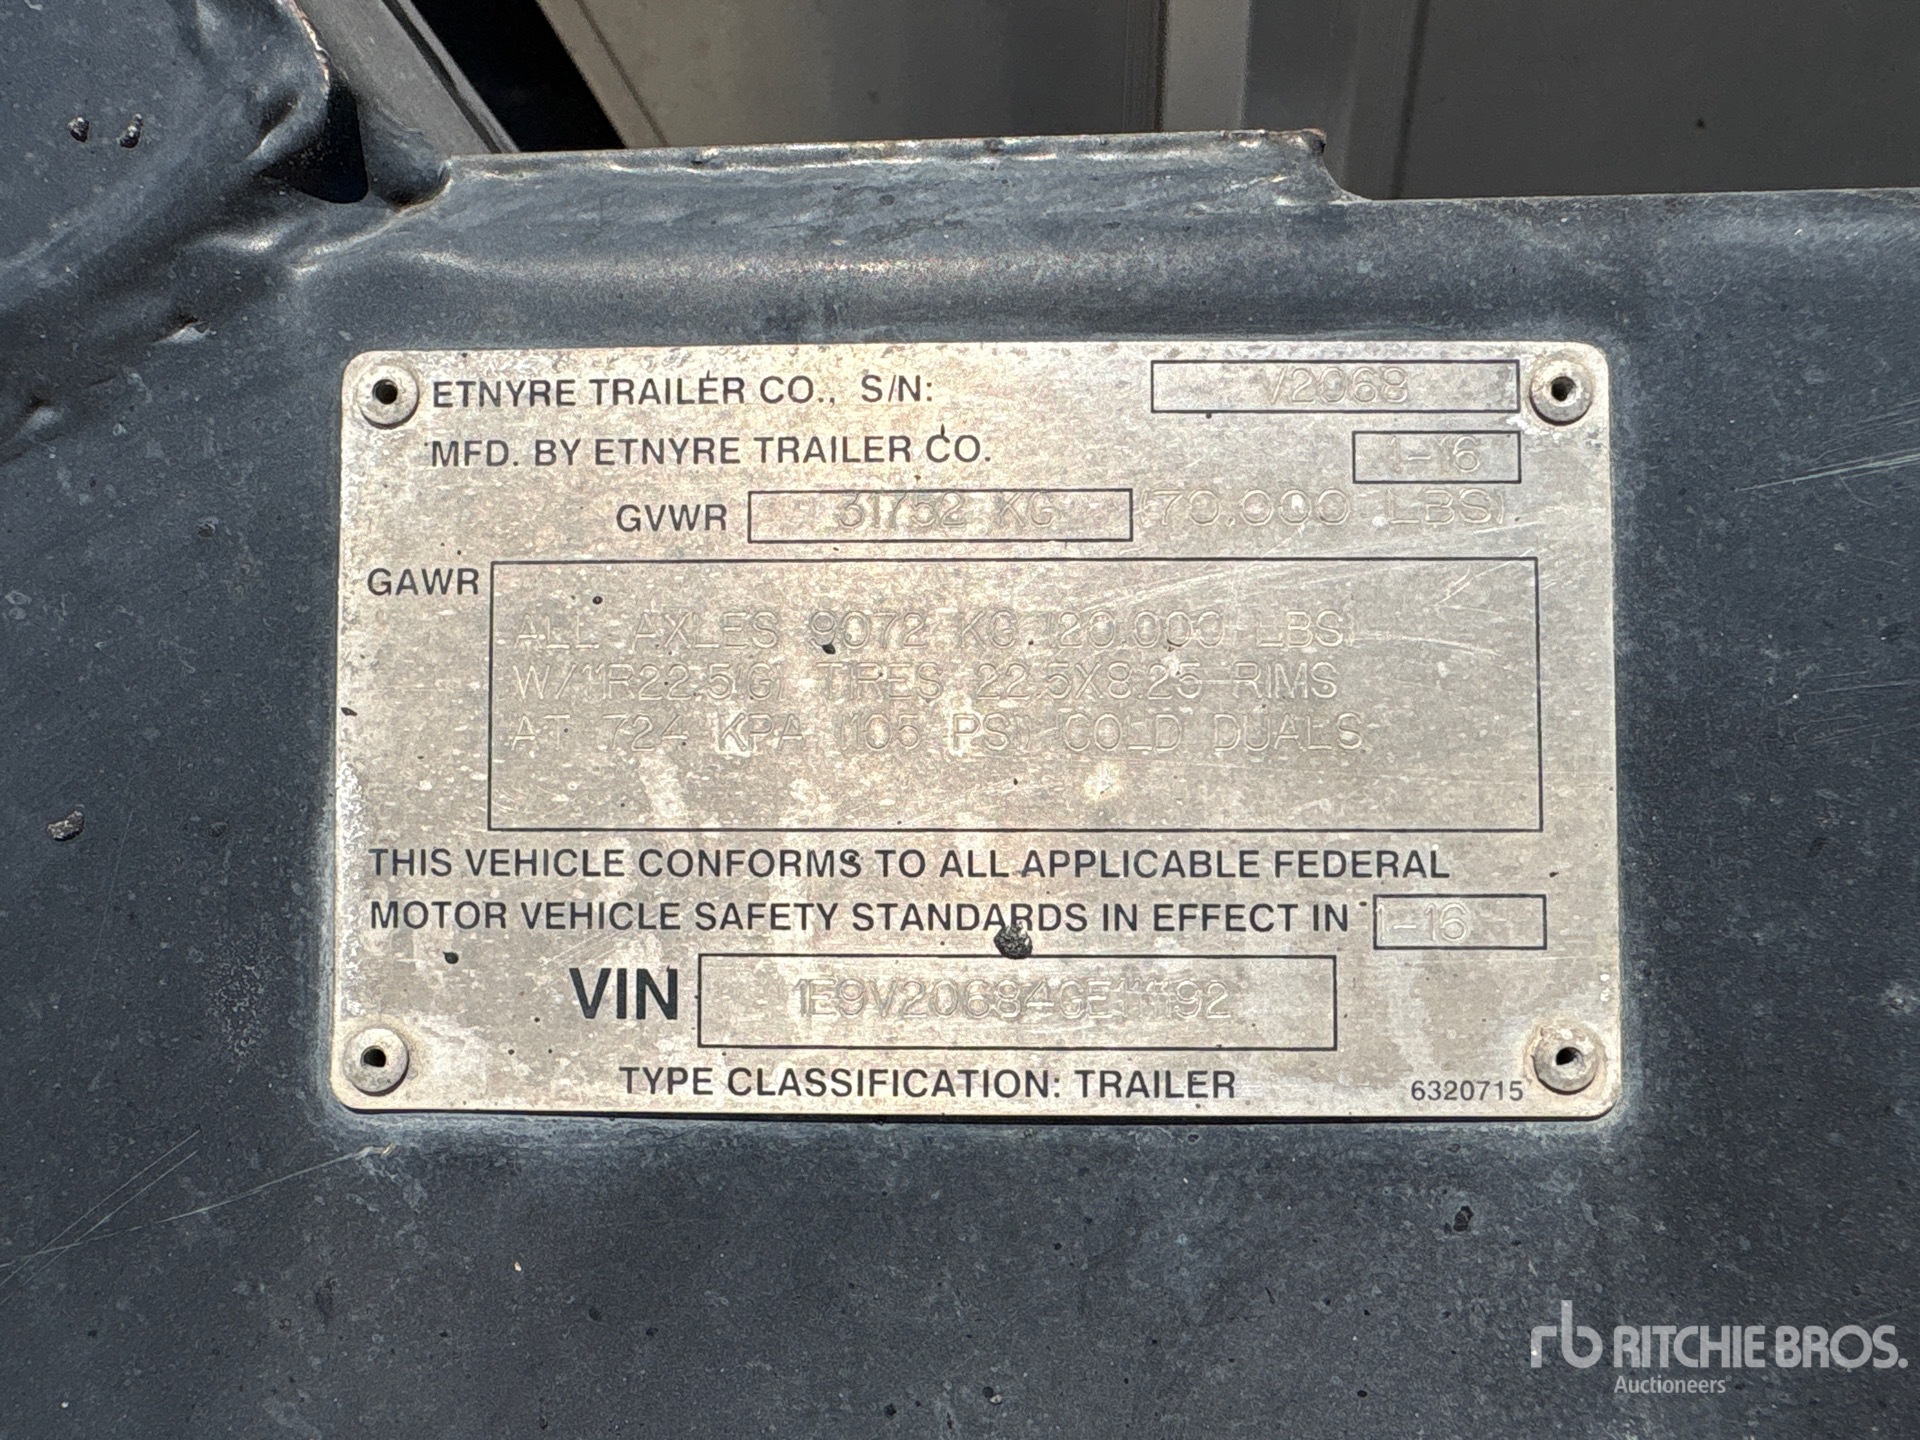 ETNYRE TRAILER CO., S/N: V2068
MFD. BY ETNYRE TRAILER CO. 1-16
GVWR 31752 KG (70,000 LBS)
GAWR
ALL AXLES 9072 KG (20,000 LBS)
W/11R22.5(G) TIRES 22.5X8.25 RIMS
AT 724 KPA (105 PSI) COLD DUALS
THIS VEHICLE CONFORMS TO ALL APPLICABLE FEDERAL
MOTOR VEHICLE SAFETY STANDARDS IN EFFECT IN 1-16
VIN 1E9V20684GE111192
TYPE CLASSIFICATION: TRAILER 6320715
rb RITCHIE BROS.
Auctioneers